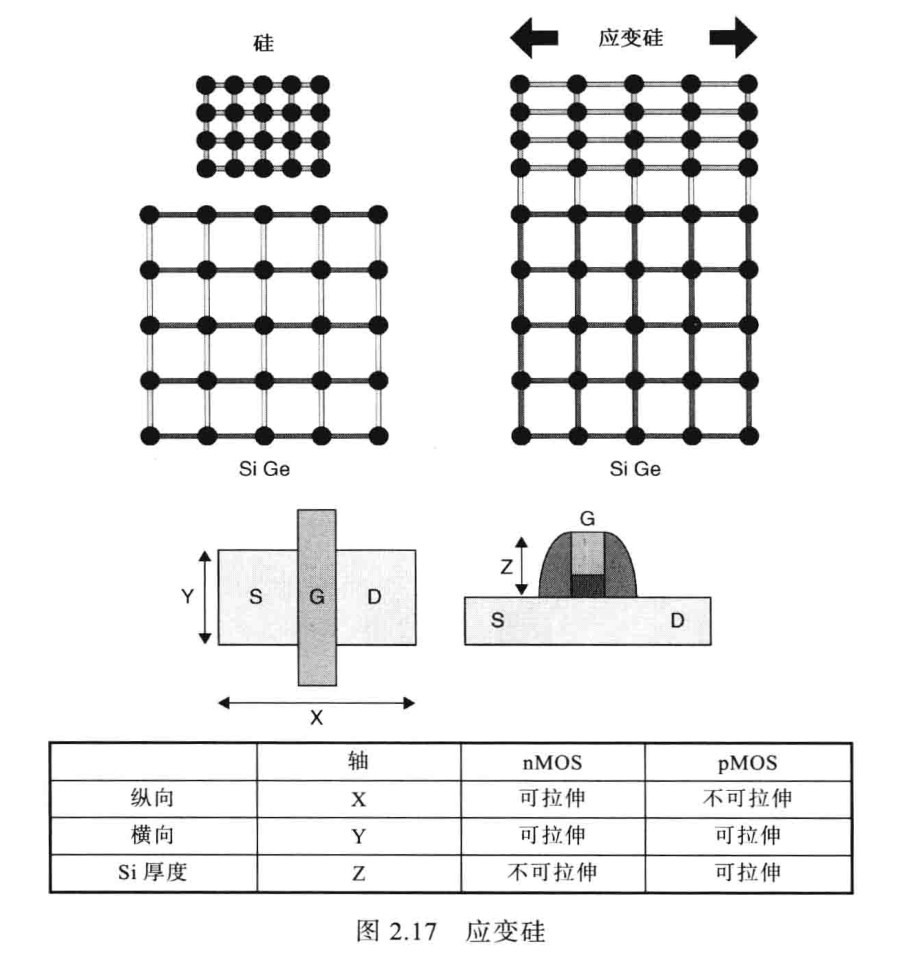 硅
应变硅
Si Ge
Si Ge
G
Z
Y
S
G
D
S
D
X
轴 nMOS pMOS
纵向 X 可拉伸 不可拉伸
横向 Y 可拉伸 可拉伸
Si 厚度 Z 不可拉伸 可拉伸
图 2.17 应变硅